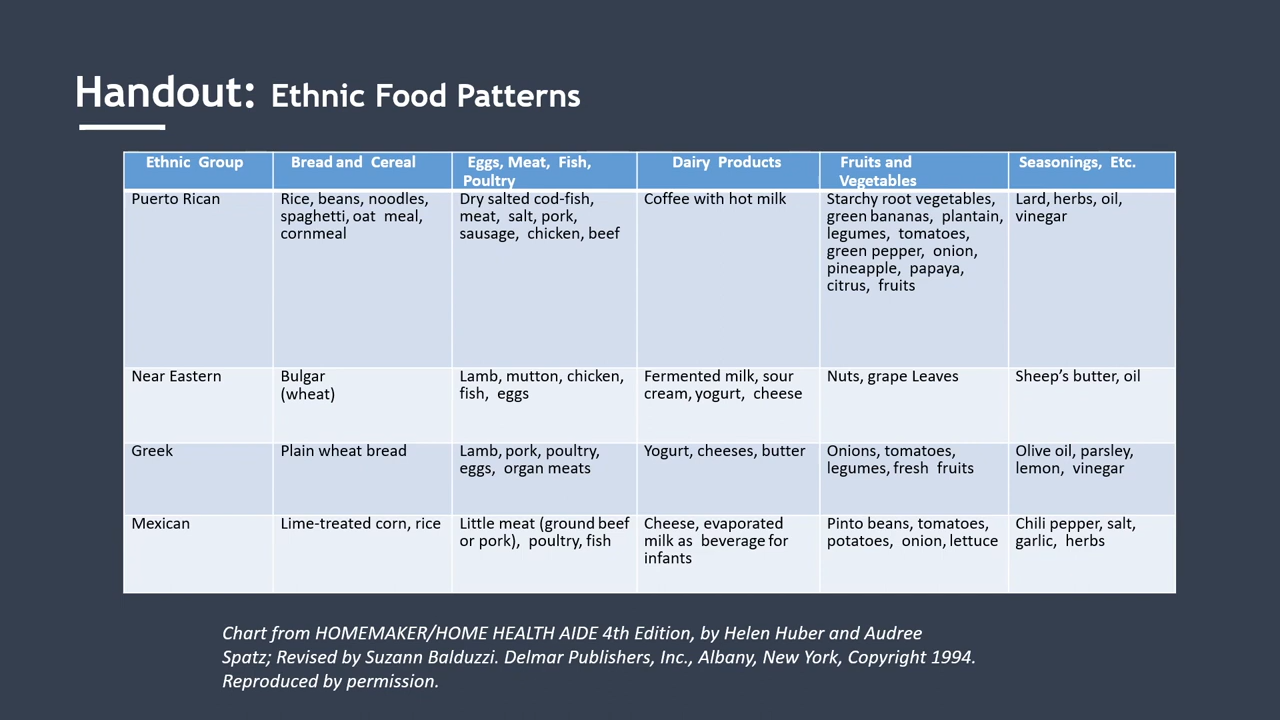 Handout: Ethnic Food Patterns
Ethnic Group
Bread and Cereal
Eggs, Meat, Fish,
Poultry
Dairy Products
Fruits and
Vegetables
Seasonings, Etc.
Puerto Rican
Rice, beans, noodles,
spaghetti, oat meal,
cornmeal
Dry salted cod-fish,
meat, salt, pork,
sausage, chicken, beef
Coffee with hot milk
Starchy root vegetables,
green bananas, plantain,
legumes, tomatoes,
green pepper, onion,
pineapple, papaya,
citrus, fruits
Lard, herbs, oil,
vinegar
Near Eastern
Bulgar
(wheat)
Lamb, mutton, chicken,
fish, eggs
Fermented milk, sour
cream, yogurt, cheese
Nuts, grape Leaves
Sheep’s butter, oil
Greek
Plain wheat bread
Lamb, pork, poultry,
eggs, organ meats
Yogurt, cheeses, butter
Onions, tomatoes,
legumes, fresh fruits
Olive oil, parsley,
lemon, vinegar
Mexican
Lime-treated corn, rice
Little meat (ground beef
or pork), poultry, fish
Cheese, evaporated
milk as beverage for
infants
Pinto beans, tomatoes,
potatoes, onion, lettuce
Chili pepper, salt,
garlic, herbs
Chart from HOMEMAKER/HOME HEALTH AIDE 4th Edition, by Helen Huber and Audree
Spatz; Revised by Suzann Balduzzi. Delmar Publishers, Inc., Albany, New York, Copyright 1994.
Reproduced by permission.